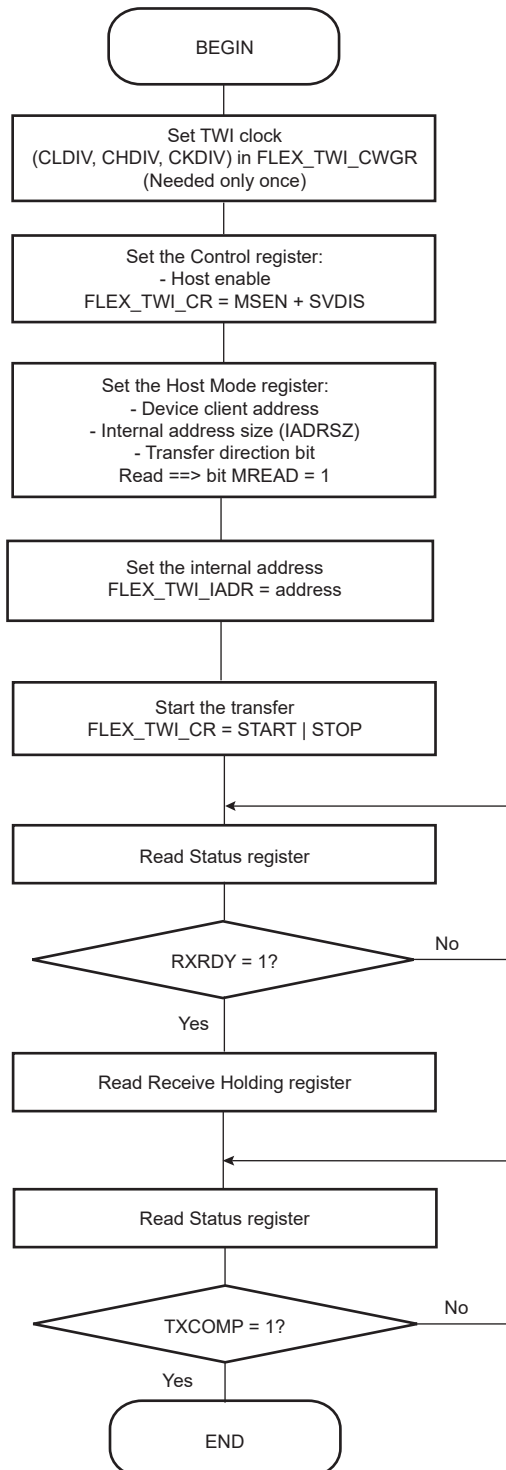 BEGIN
Set TWI clock
(CLDIV, CHDIV, CKDIV) in FLEX_TWI_CWGR
(Needed only once)
Set the Control register:
- Host enable
FLEX_TWI_CR = MSEN + SVDIS
Set the Host Mode register:
- Device client address
- Internal address size (IADRSZ)
- Transfer direction bit
Read ==> bit MREAD = 1
Set the internal address
FLEX_TWI_IADR = address
Start the transfer
FLEX_TWI_CR = START | STOP
Read Status register
RXRDY = 1?
No
Yes
Read Receive Holding register
Read Status register
TXCOMP = 1?
No
Yes
END